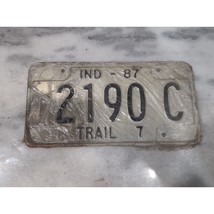 IND - 87
2190 C
TRAIL 7